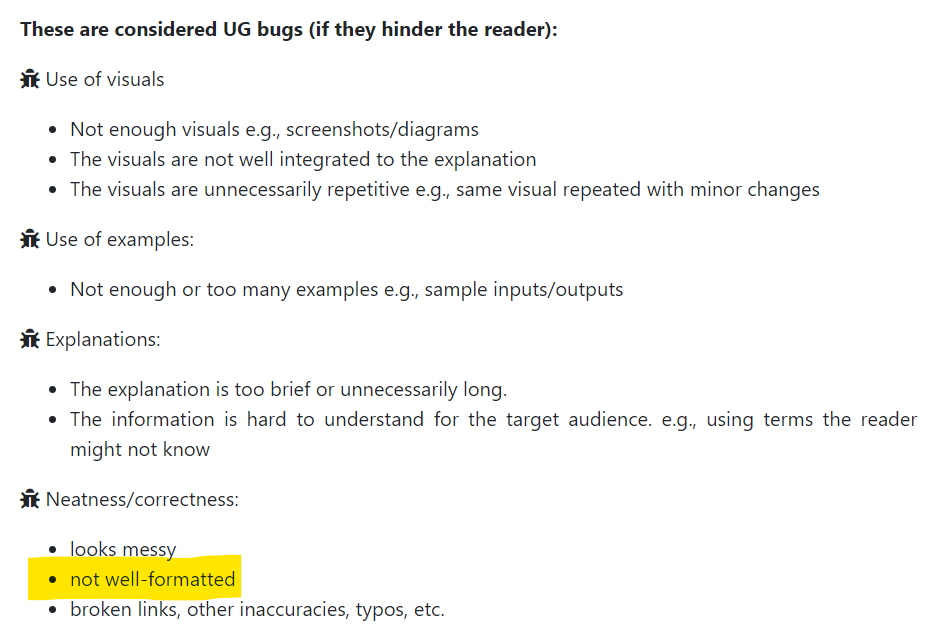 These are considered UG bugs (if they hinder the reader):
Use of visuals
Not enough visuals e.g., screenshots/diagrams
The visuals are not well integrated to the explanation
The visuals are unnecessarily repetitive e.g., same visual repeated with minor changes
Use of examples:
Not enough or too many examples e.g., sample inputs/outputs
Explanations:
The explanation is too brief or unnecessarily long.
The information is hard to understand for the target audience. e.g., using terms the reader
might not know
Neatness/correctness:
looks messy
not well-formatted
broken links, other inaccuracies, typos, etc.